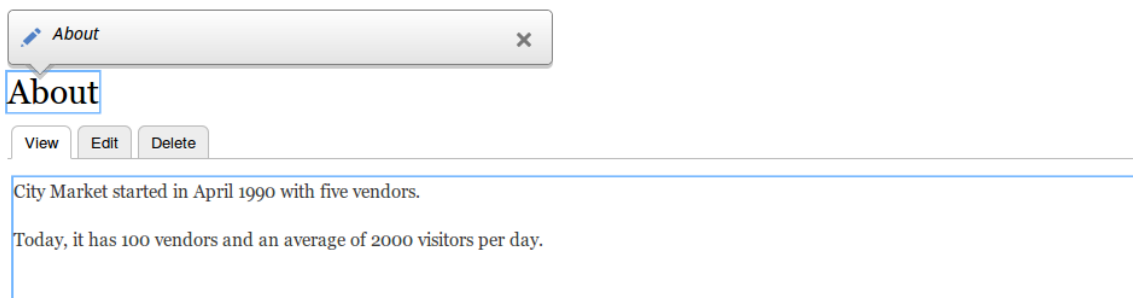 About
About
View Edit Delete
City Market started in April 1990 with five vendors.
Today, it has 100 vendors and an average of 2000 visitors per day.